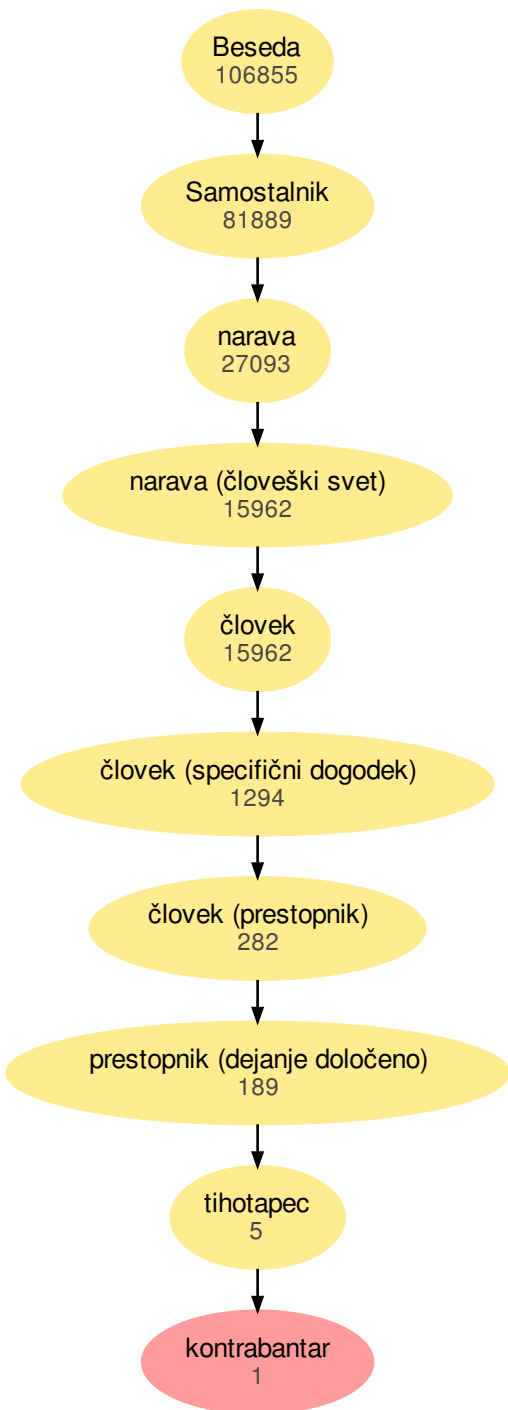 Beseda
106855
Samostalnik
81889
narava
27093
narava (človeški svet)
15962
človek
15962
človek (specifični dogodek)
1294
človek (prestopnik)
282
prestopnik (dejanje določeno)
189
tihotapec
5
kontrabantar
1